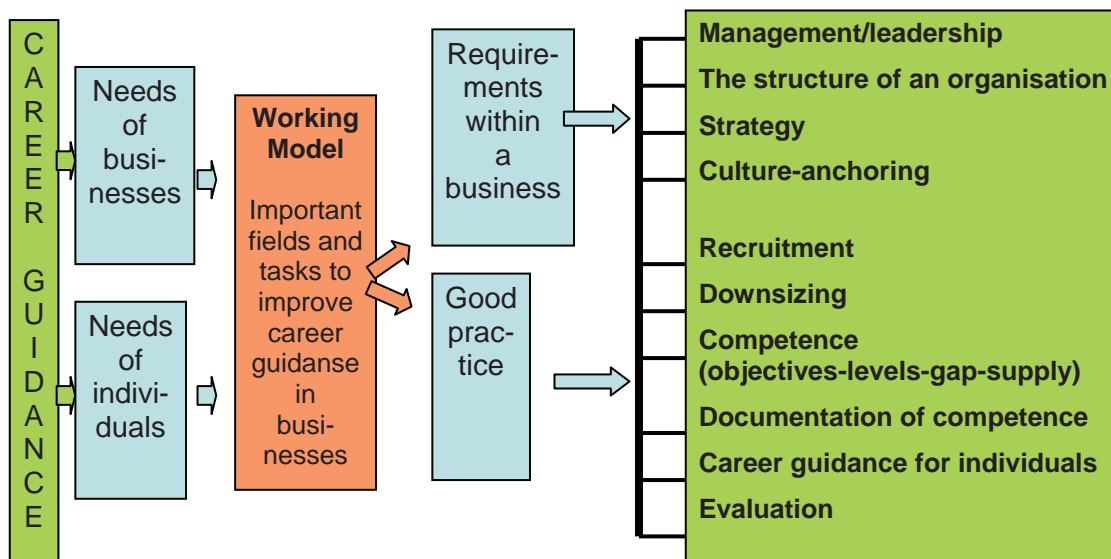 C
A
R
E
E
R
G
U
I
D
A
N
C
E
Needs
of
busi-
nesses
Needs
of
individ-
uals
Working
Model
Important
fields and
tasks to
improve
career
guidanse
in
busi-
nesses
Require-
ments
within
a
business
Good
prac-
tice
Management/leadership
The structure of an organisation
Strategy
Culture-anchoring
Recruitment
Downsizing
Competence
(objectives-levels-gap-supply)
Documentation of competence
Career guidance for individuals
Evaluation